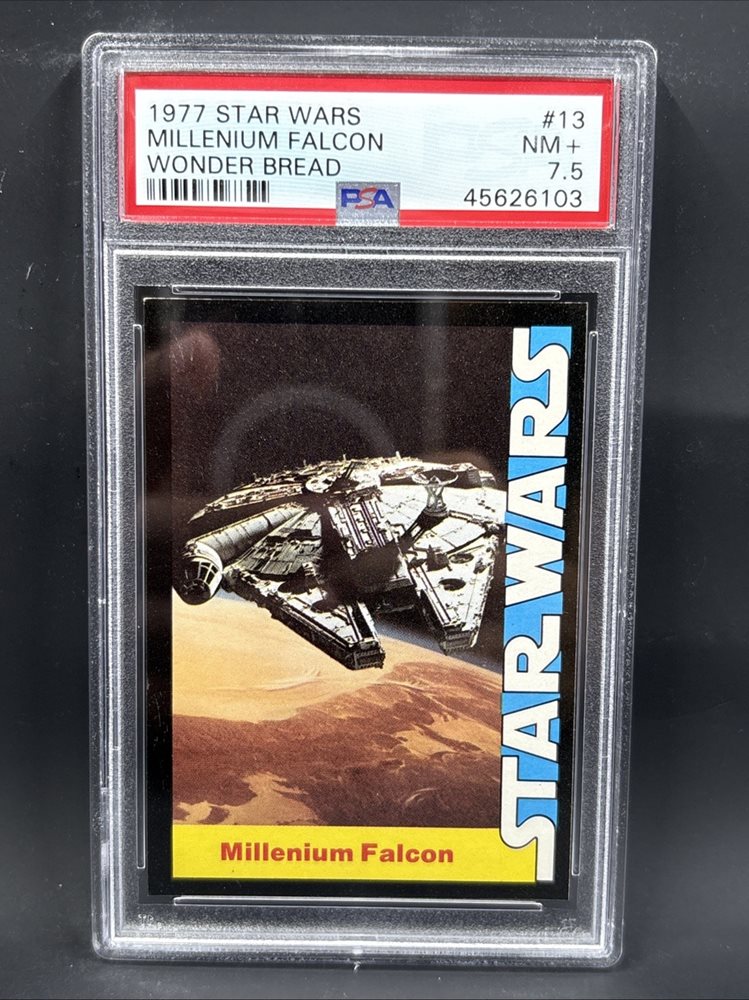 1977 STAR WARS #13
MILLENIUM FALCON NM+
WONDER BREAD 7.5
PSA 45626103
STAR WARS
Millenium Falcon